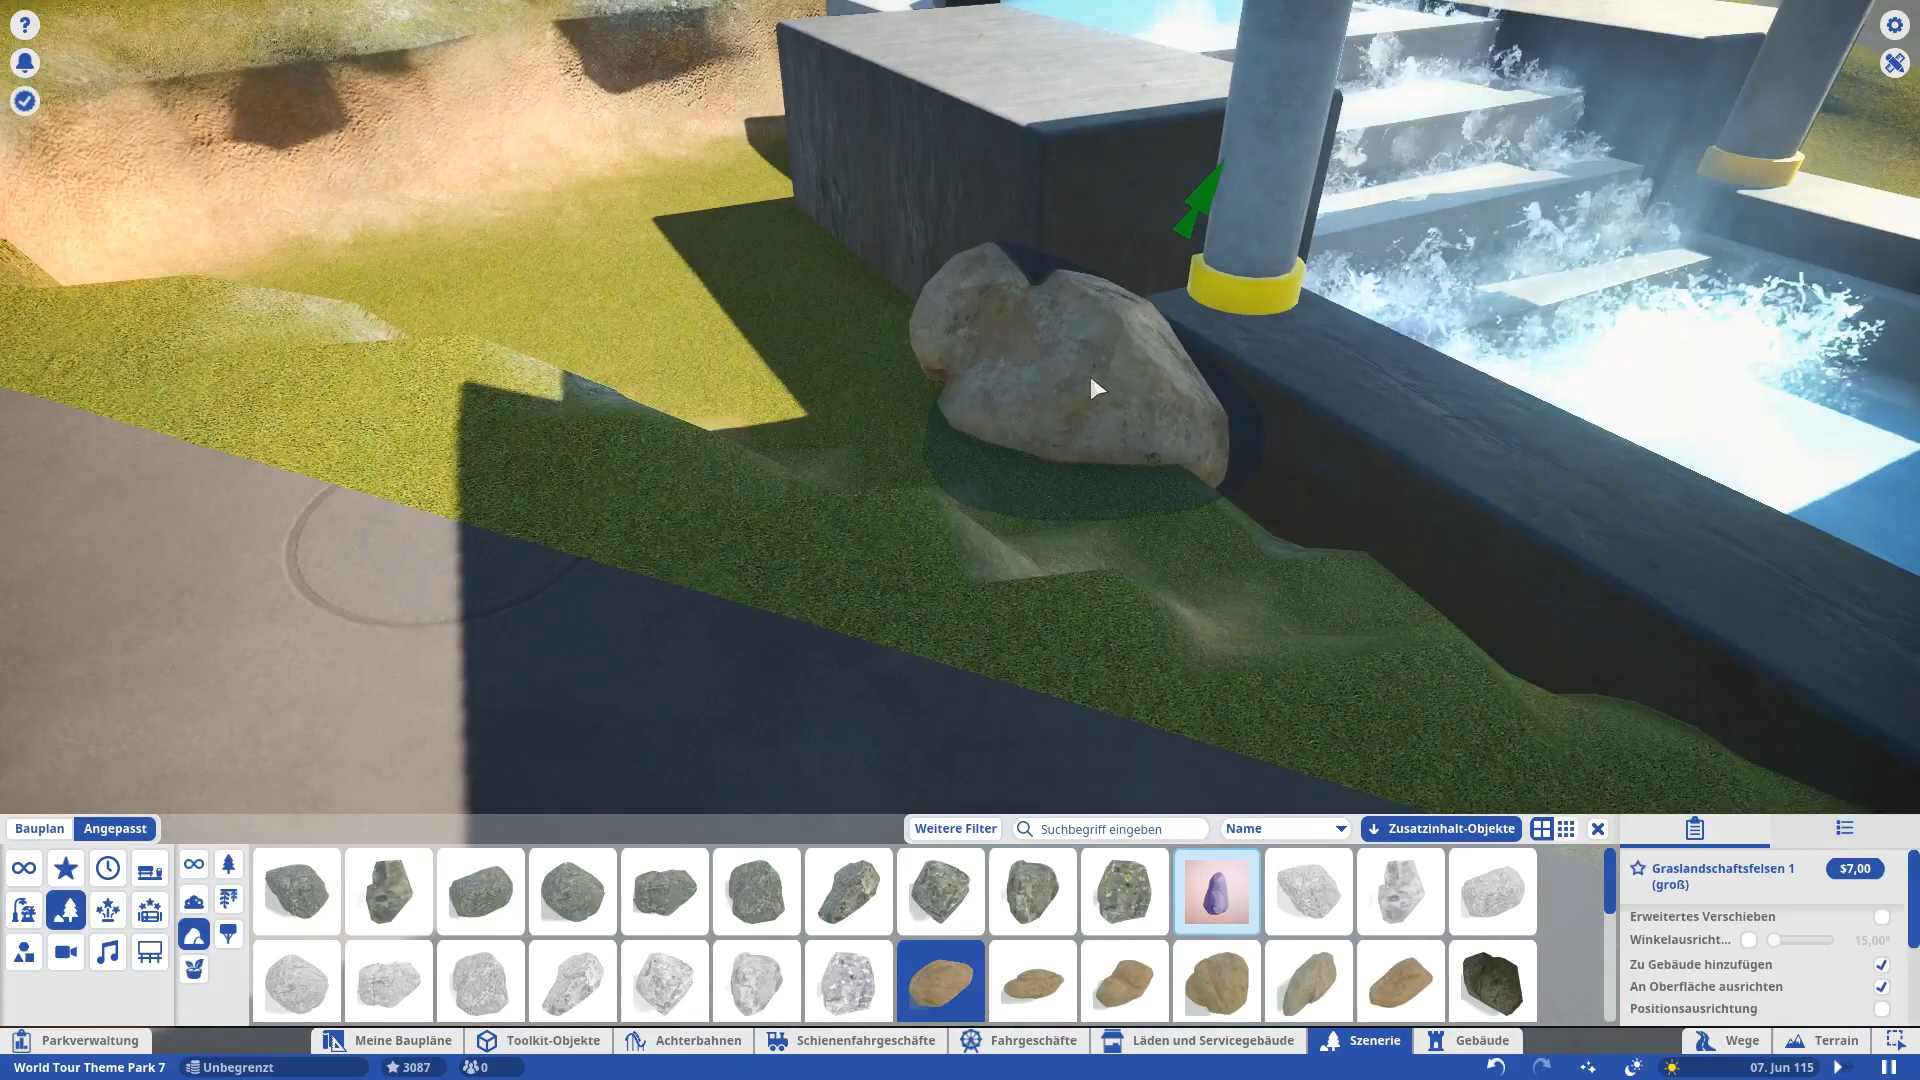 ?
Bauplan
Angepasst
Weitere Filter
Suchbegriff eingeben
Name
Zusatzinhalt-Objekte
Graslandschaftsfelsen 1
(groß)
$7,00
Erweitertes Verschieben
Winkelausricht...
15,00°
Zu Gebäude hinzufügen
An Oberfläche ausrichten
Positionsausrichtung
Parkverwaltung
Meine Baupläne
Toolkit-Objekte
Achterbahnen
Schienenfahrgeschäfte
Fahrgeschäfte
Läden und Servicegebäude
Szenerie
Gebäude
Wege
Terrain
World Tour Theme Park 7
Unbegrenzt
3087
0
07. Jun 115